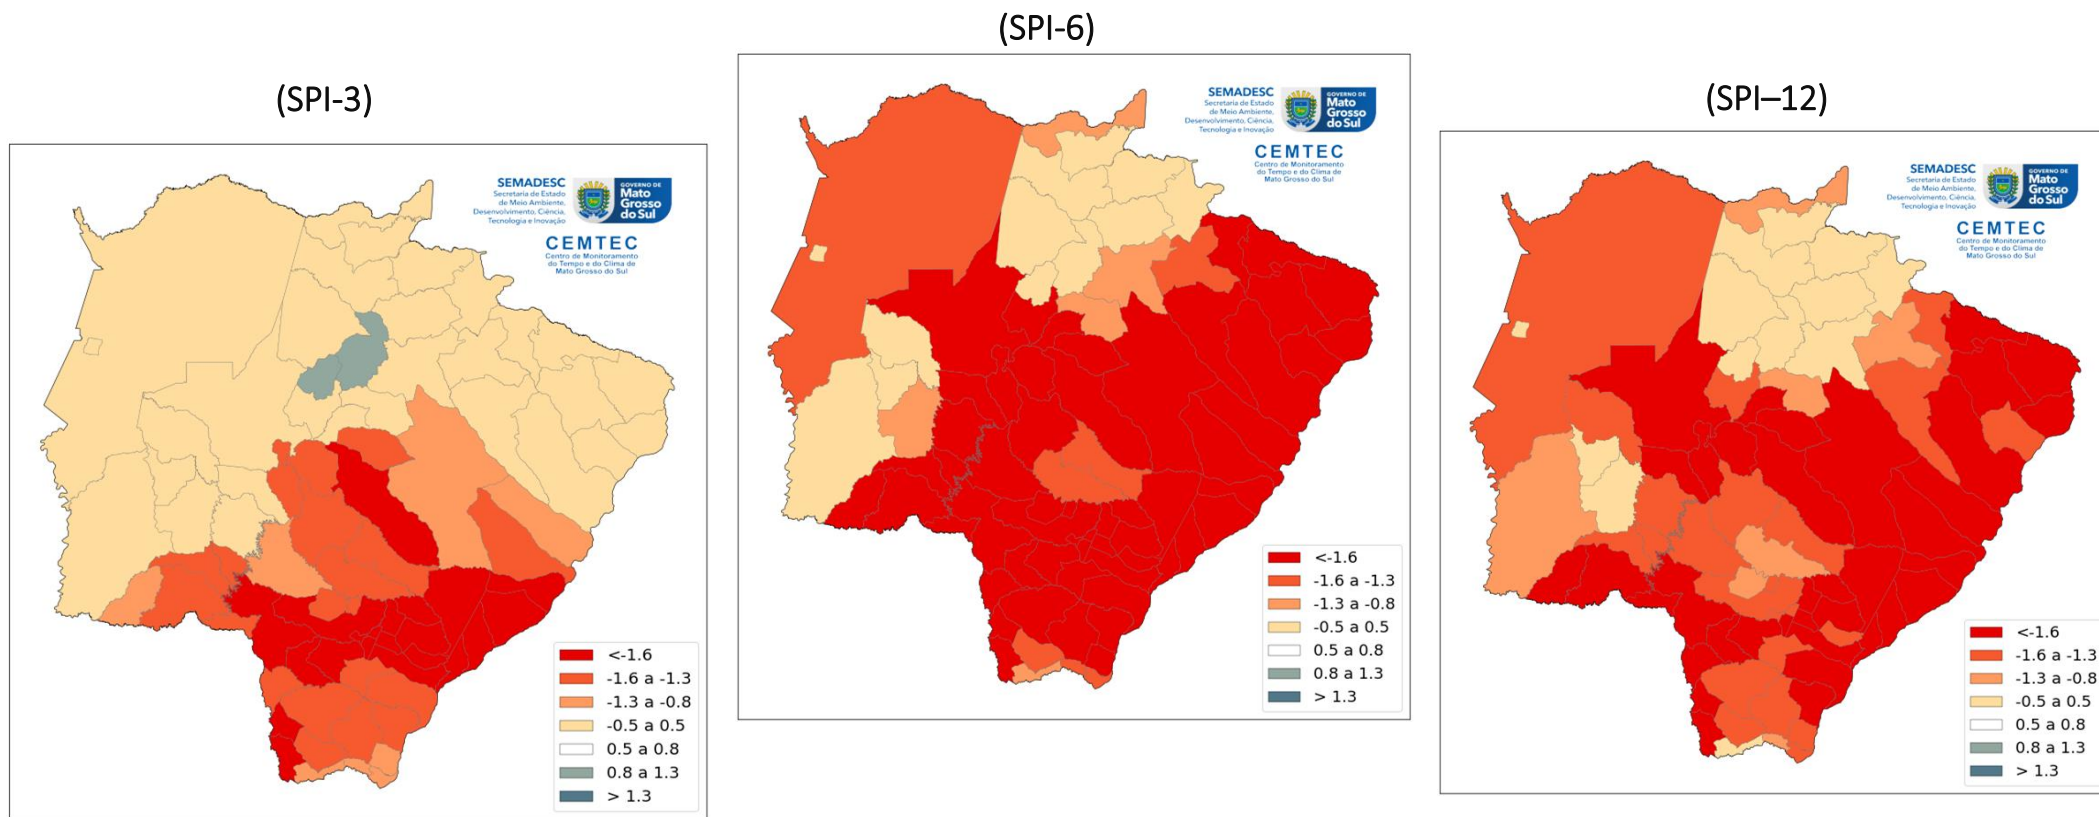 (SPI-3)
SEMADESC
Secretaria de Estado
de Meio Ambiente,
Desenvolvimento, Ciência,
Tecnologia e Inovação
GOVERNO DE
Mato
Grosso
do Sul
CEMTEC
Centro de Monitoramento
do Tempo e do Clima de
Mato Grosso do Sul
<-1.6
-1.6 a -1.3
-1.3 a -0.8
-0.5 a 0.5
0.5 a 0.8
0.8 a 1.3
> 1.3
(SPI-6)
SEMADESC
Secretaria de Estado
de Meio Ambiente,
Desenvolvimento, Ciência,
Tecnologia e Inovação
GOVERNO DE
Mato
Grosso
do Sul
CEMTEC
Centro de Monitoramento
do Tempo e do Clima de
Mato Grosso do Sul
<-1.6
-1.6 a -1.3
-1.3 a -0.8
-0.5 a 0.5
0.5 a 0.8
0.8 a 1.3
> 1.3
(SPI–12)
SEMADESC
Secretaria de Estado
de Meio Ambiente,
Desenvolvimento, Ciência,
Tecnologia e Inovação
GOVERNO DE
Mato
Grosso
do Sul
CEMTEC
Centro de Monitoramento
do Tempo e do Clima de
Mato Grosso do Sul
<-1.6
-1.6 a -1.3
-1.3 a -0.8
-0.5 a 0.5
0.5 a 0.8
0.8 a 1.3
> 1.3